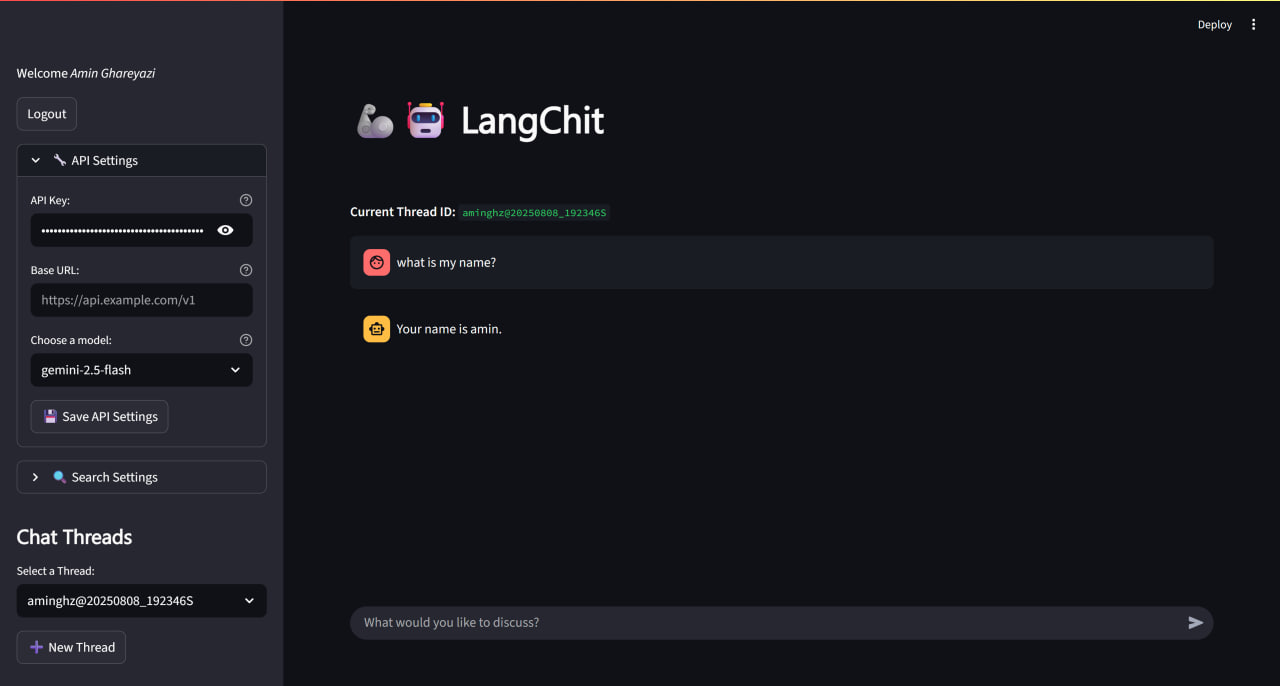 Deploy
Welcome Amin Ghareyazi
Logout
API Settings
API Key:
Base URL:
https://api.example.com/v1
Choose a model:
gemini-2.5-flash
Save API Settings
Search Settings
Chat Threads
Select a Thread:
aminghz@20250808_192346S
New Thread
LangChit
Current Thread ID: aminghz@20250808_192346S
what is my name?
Your name is amin.
What would you like to discuss?